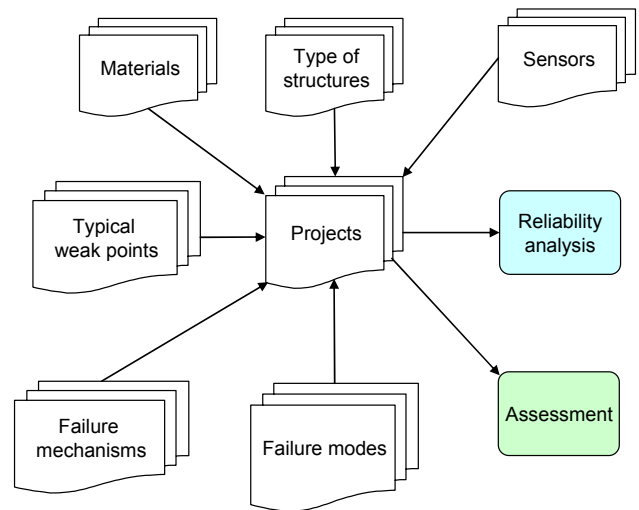 Materials
Type of
structures
Sensors
Typical
weak points
Projects
Reliability
analysis
Failure
mechanisms
Failure modes
Assessment